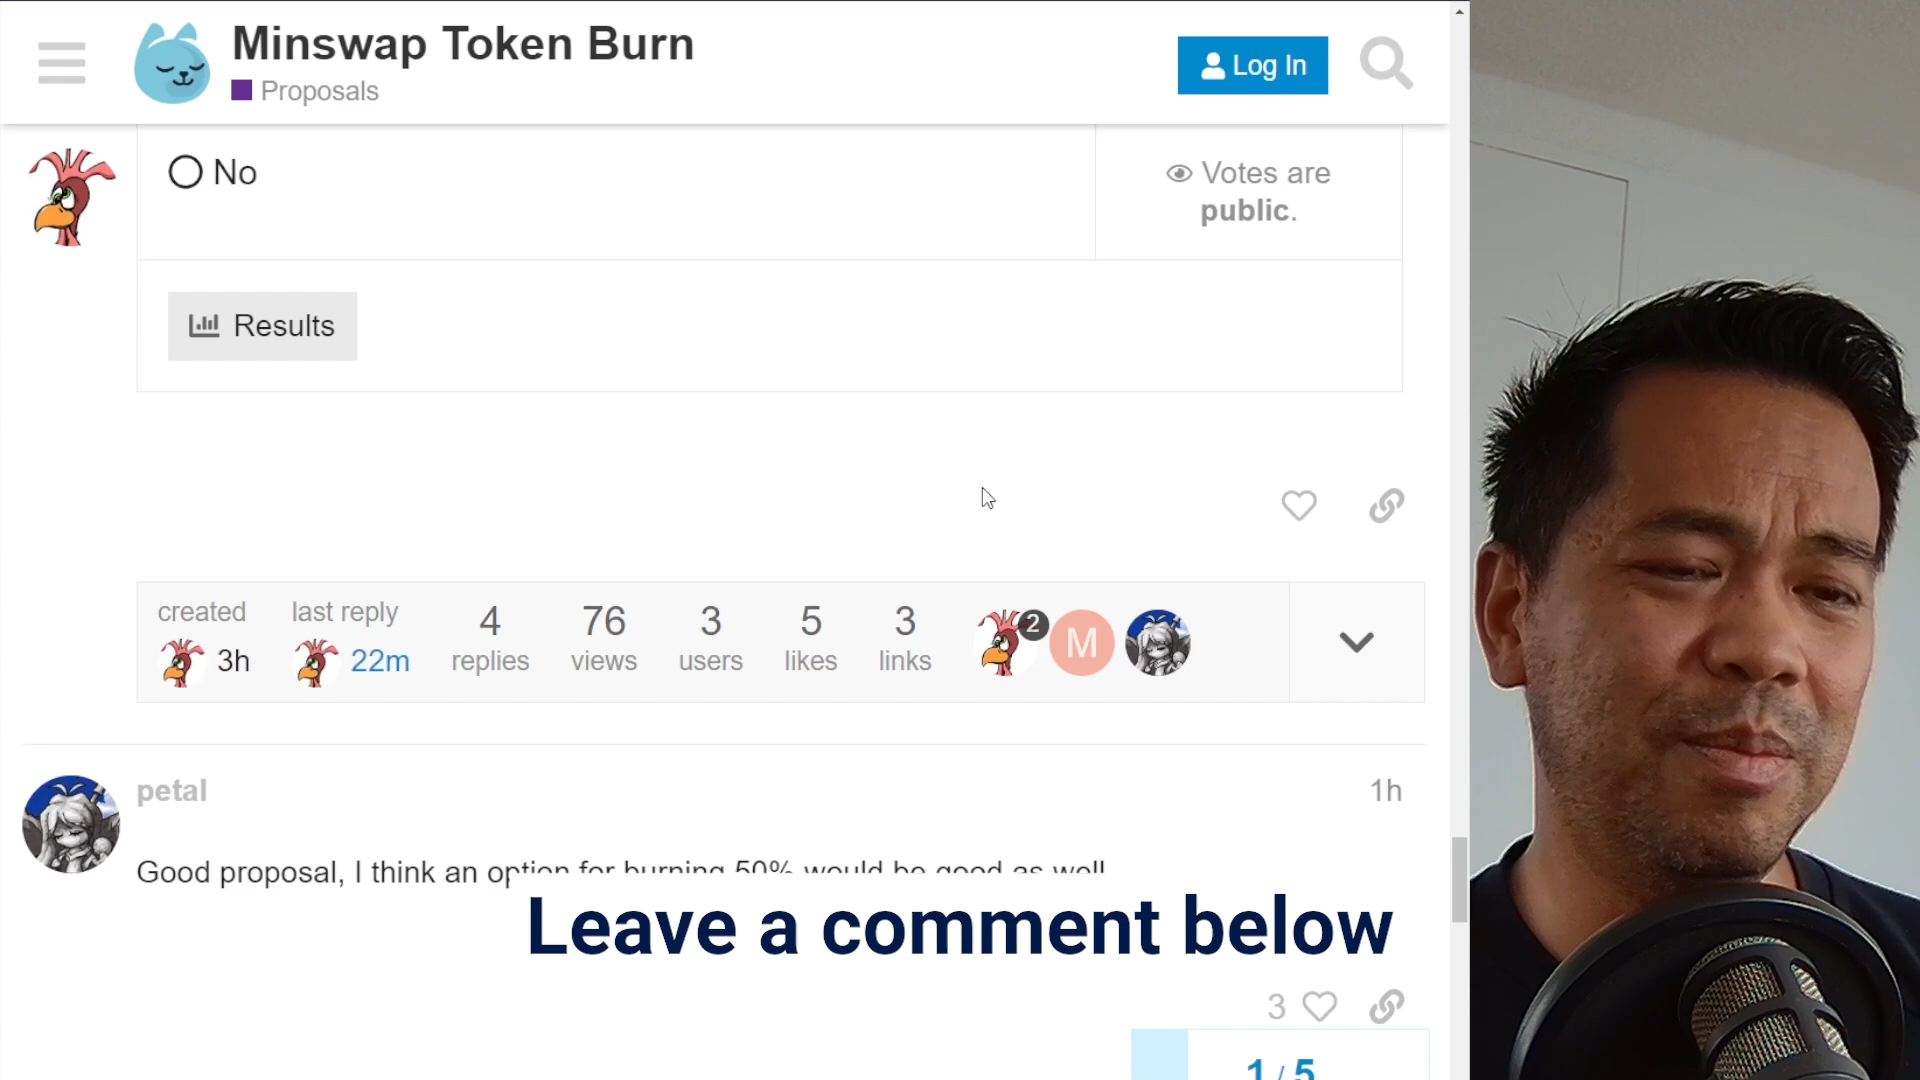 Minswap Token Burn
Proposals
Log In
No
Votes are
public.
Results
created
3h
last reply
22m
4
replies
76
views
3
users
5
likes
3
links
2
M
petal
1h
Good proposal, I think an option for burning 50% would be good as well
Leave a comment below
3
1 / 5